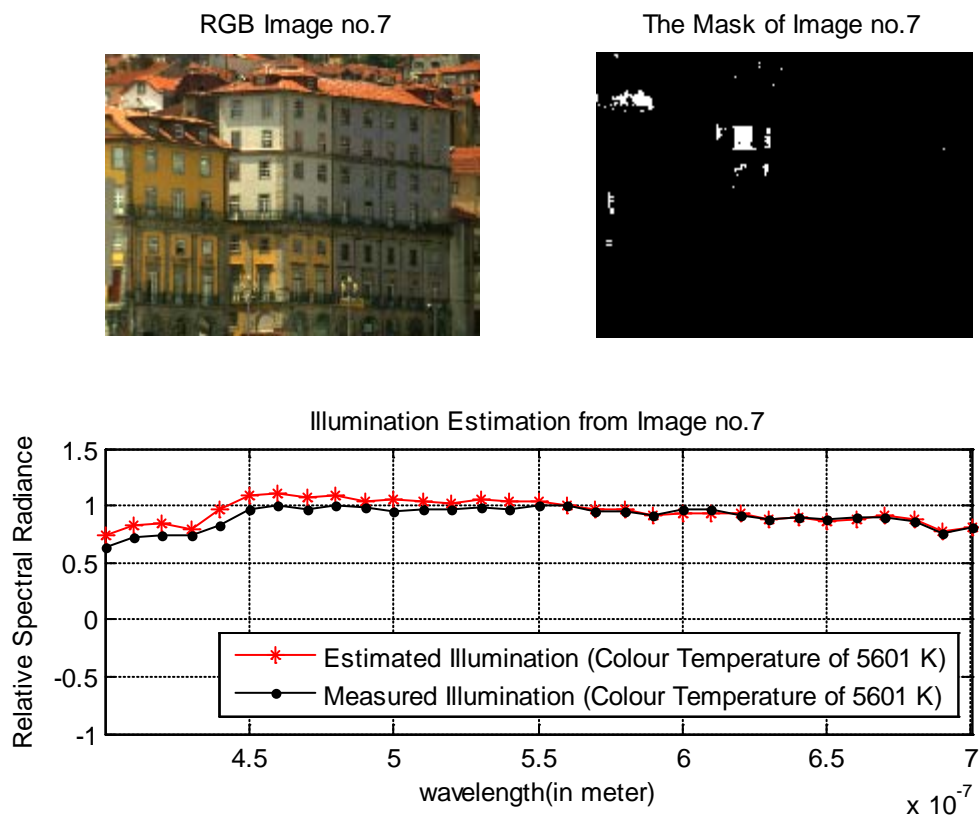 RGB Image no.7
The Mask of Image no.7
Illumination Estimation from Image no.7
Relative Spectral Radiance
1.5
1
0.5
0
-0.5
-1
Estimated Illumination (Colour Temperature of 5601 K)
Measured Illumination (Colour Temperature of 5601 K)
4.5 5 5.5 6 6.5 7
wavelength(in meter)
x 10^-7